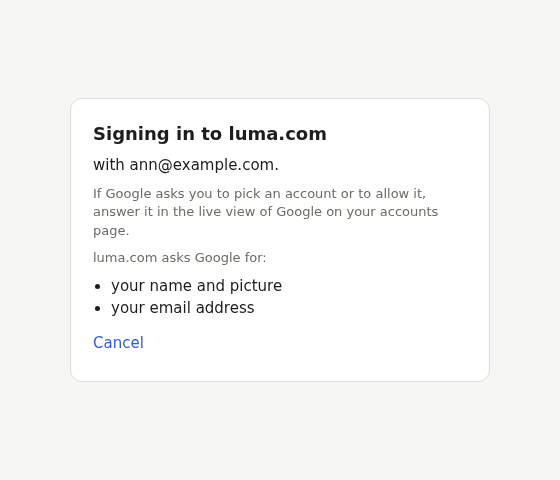 Signing in to luma.com
with ann@example.com.
If Google asks you to pick an account or to allow it,
answer it in the live view of Google on your accounts
page.
luma.com asks Google for:
• your name and picture
• your email address
Cancel